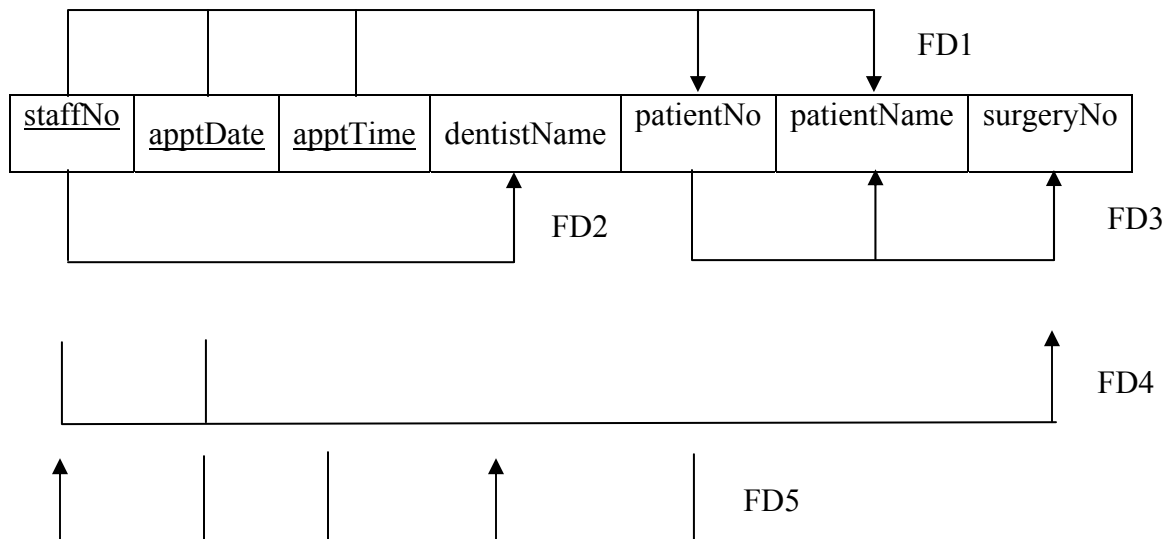 FD1
staffNo apptDate apptTime dentistName patientNo patientName surgeryNo
FD2
FD3
FD4
FD5